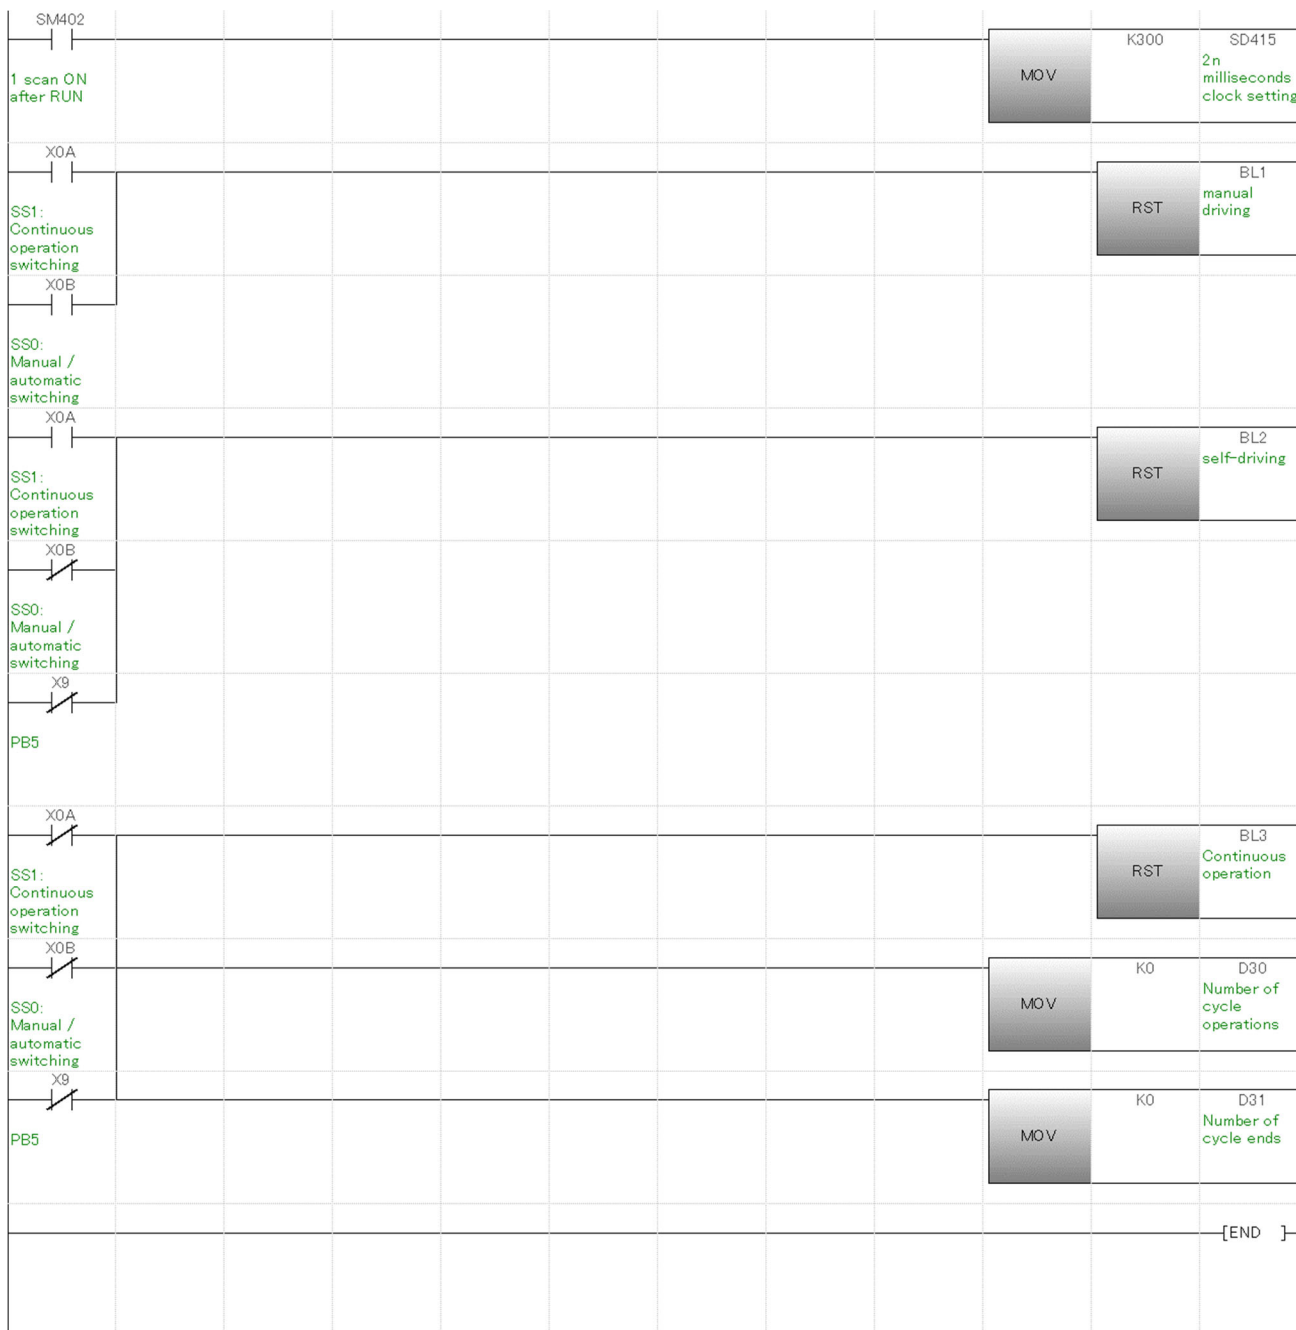 SM402
K300 SD415
1 scan ON
after RUN
MOV
2n
milliseconds
clock setting
X0A
BL1
SS1:
Continuous
operation
switching
RST
manual
driving
X0B
SS0:
Manual /
automatic
switching
X0A
BL2
SS1:
Continuous
operation
switching
RST
self-driving
X0B
SS0:
Manual /
automatic
switching
X9
PB5
X0A
BL3
SS1:
Continuous
operation
switching
RST
Continuous
operation
X0B
K0 D30
SS0:
Manual /
automatic
switching
MOV
Number of
cycle
operations
X9
K0 D31
PB5
MOV
Number of
cycle ends
[END ]